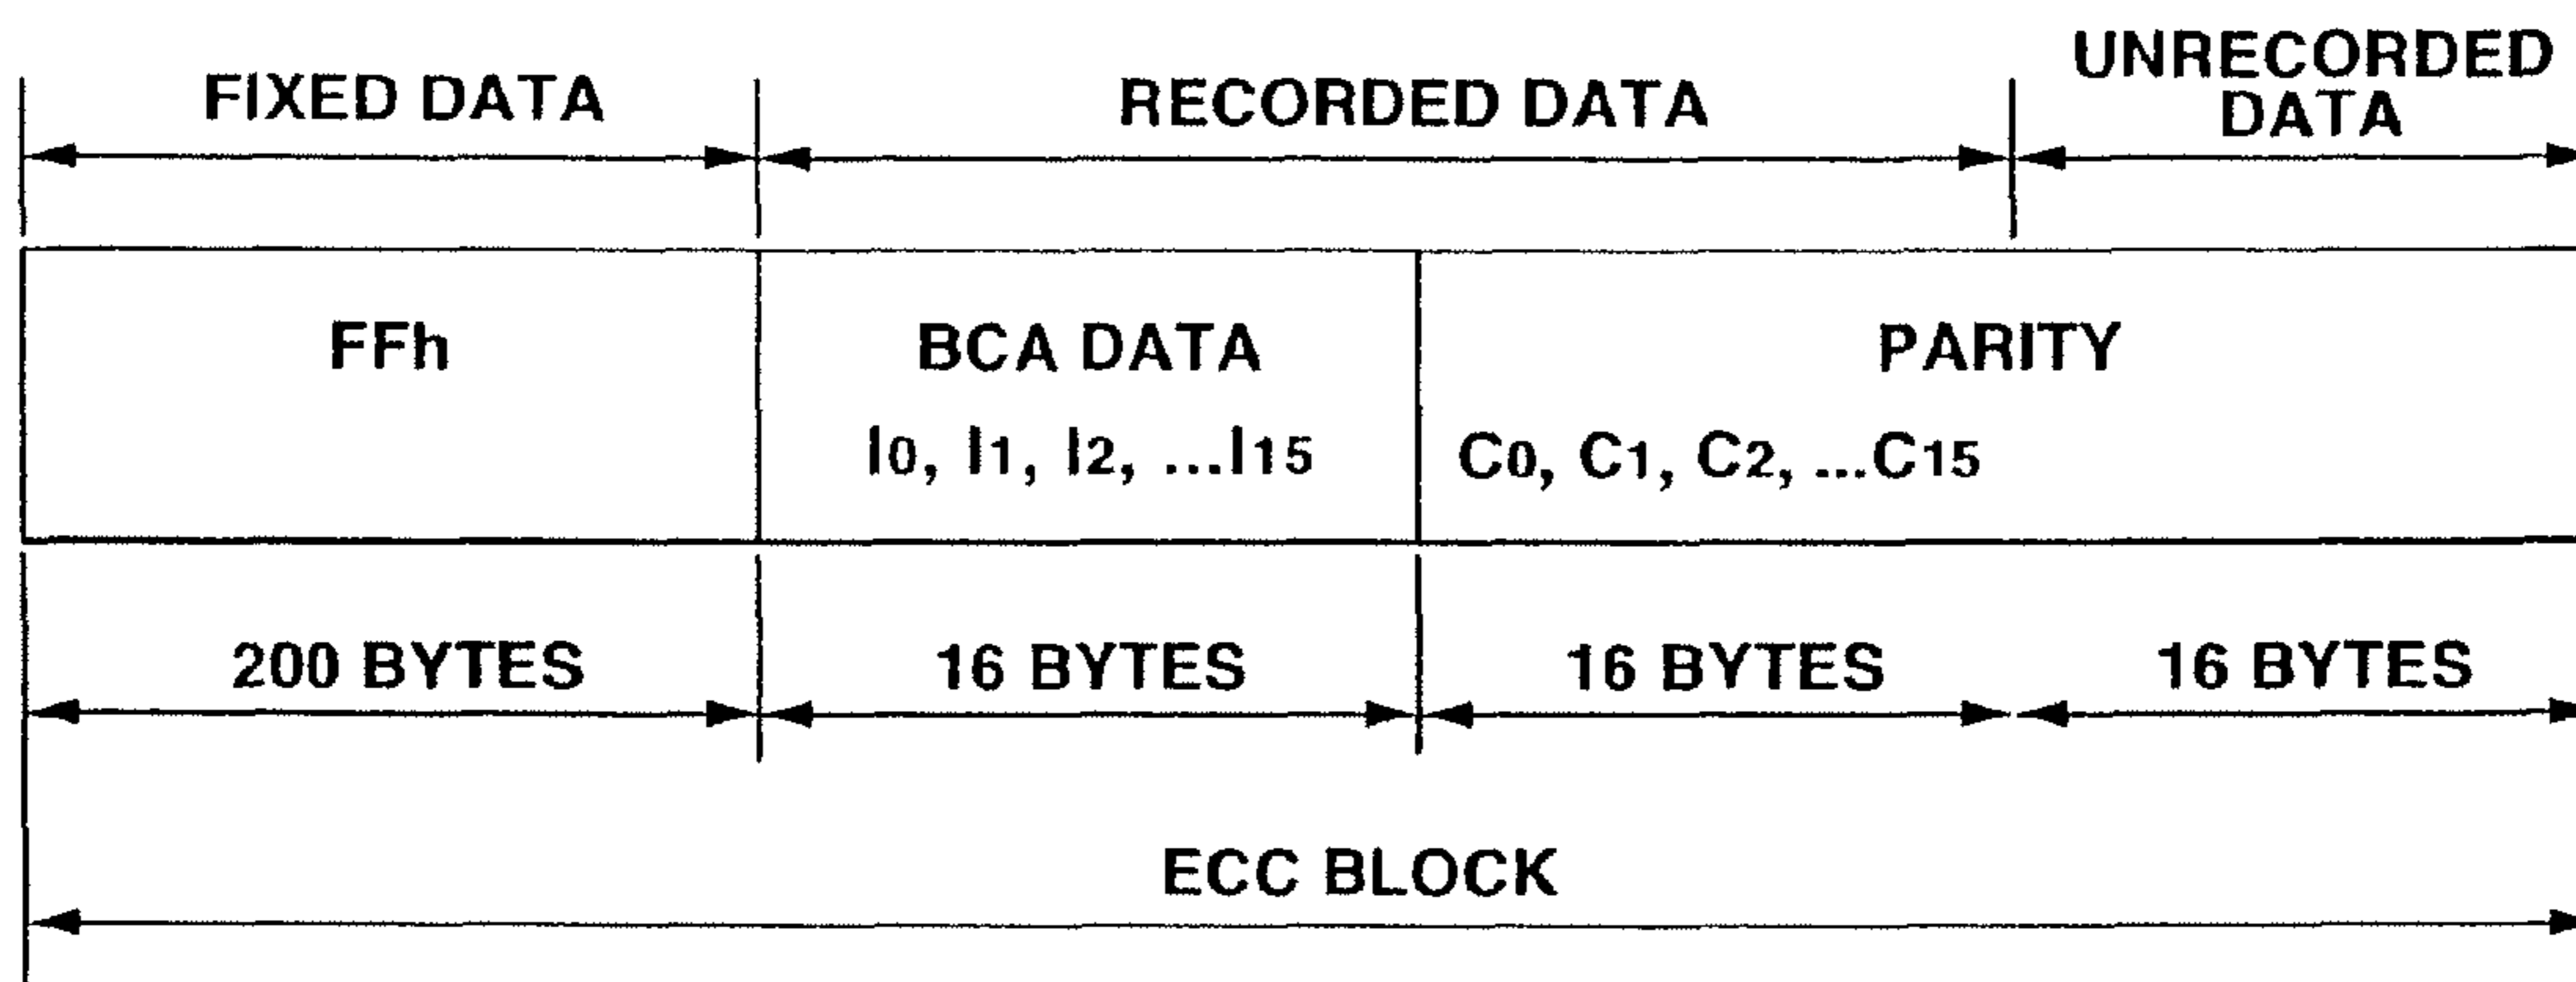 FIXED DATA
RECORDED DATA
UNRECORDED
DATA
FFh
BCA DATA
PARITY
I0, I1, I2, ...I15
C0, C1, C2, ...C15
200 BYTES
16 BYTES
16 BYTES
16 BYTES
ECC BLOCK